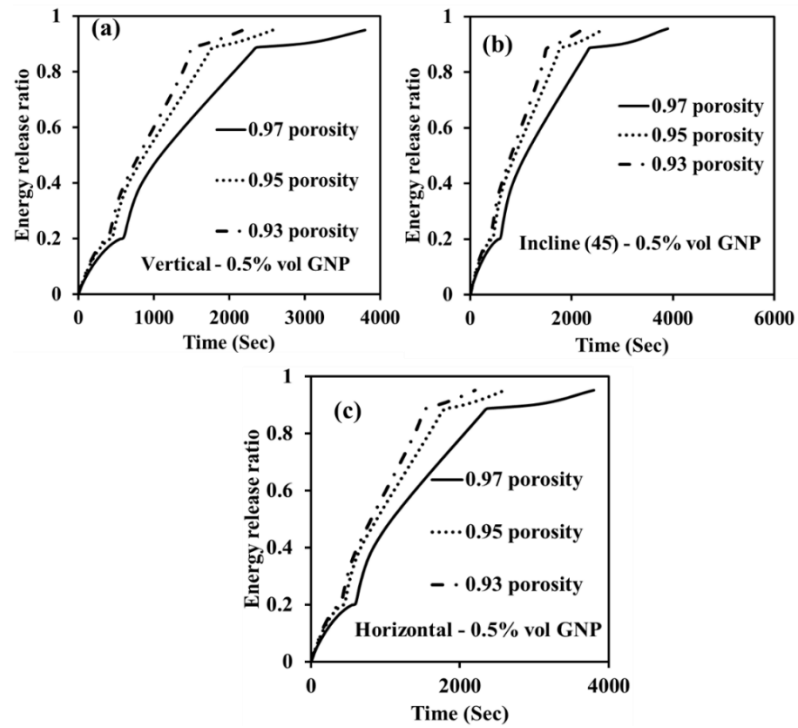 (a)
Energy release ratio
1
0.8
0.6
0.4
0.2
0
0.97 porosity
0.95 porosity
0.93 porosity
Vertical - 0.5% vol GNP
0 1000 2000 3000 4000
Time (Sec)
(b)
Energy release ratio
1
0.8
0.6
0.4
0.2
0
0.97 porosity
0.95 porosity
0.93 porosity
Incline (45°) - 0.5% vol GNP
0 2000 4000 6000
Time (Sec)
(c)
Energy release ratio
1
0.8
0.6
0.4
0.2
0
0.97 porosity
0.95 porosity
0.93 porosity
Horizontal - 0.5% vol GNP
0 2000 4000
Time (Sec)